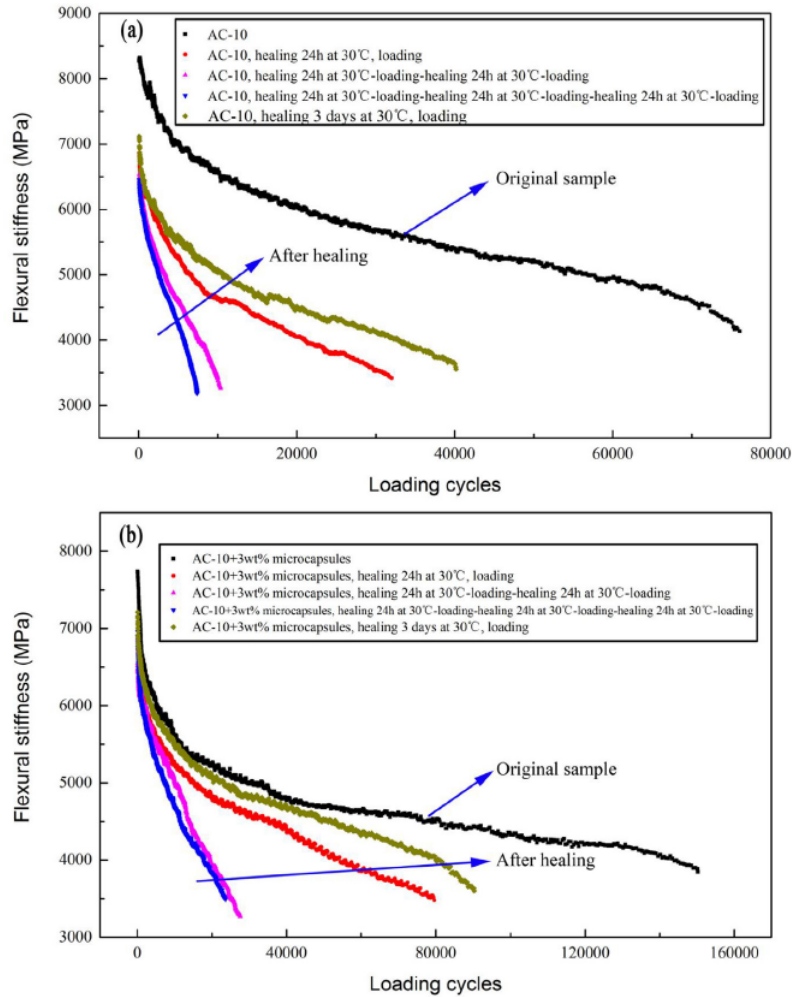 (a)
AC-10
AC-10, healing 24h at 30℃, loading
AC-10, healing 24h at 30℃-loading-healing 24h at 30℃-loading
AC-10, healing 24h at 30℃-loading-healing 24h at 30℃-loading-healing 24h at 30℃-loading
AC-10, healing 3 days at 30℃, loading
Original sample
After healing
9000
8000
7000
6000
5000
4000
3000
Flexural stiffness (MPa)
0
20000
40000
60000
80000
Loading cycles
(b)
AC-10+3wt% microcapsules
AC-10+3wt% microcapsules, healing 24h at 30℃, loading
AC-10+3wt% microcapsules, healing 24h at 30℃-loading-healing 24h at 30℃-loading
AC-10+3wt% microcapsules, healing 24h at 30℃-loading-healing 24h at 30℃-loading-healing 24h at 30℃-loading
AC-10+3wt% microcapsules, healing 3 days at 30℃, loading
Original sample
After healing
8000
7000
6000
5000
4000
3000
Flexural stiffness (MPa)
0
40000
80000
120000
160000
Loading cycles